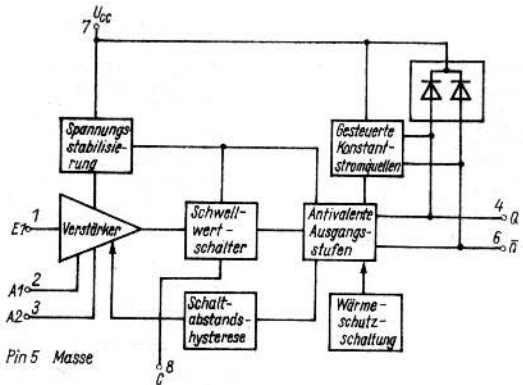 Ucc
7
Spannungs-
stabilisie-
rung
Gesteuerte
Konstant-
stromquellen
E1
1
Verstärker
Schwell-
wert-
schalter
Antivalente
Ausgangs-
stufen
4
Q
6
Q̅
A1
2
A2
3
Schalt-
abstands-
hysterese
Wärme-
schutz-
schaltung
Pin 5 Masse
8
C